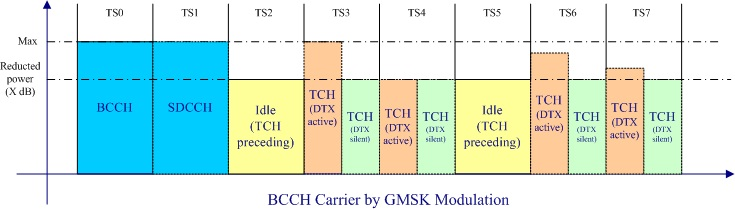 TS0 TS1 TS2 TS3 TS4 TS5 TS6 TS7
Max
Reducted
power
(X dB)
BCCH
SDCCH
Idle
(TCH
preceding)
TCH
(DTX
active)
TCH
(DTX
silent)
TCH
(DTX
active)
TCH
(DTX
silent)
Idle
(TCH
preceding)
TCH
(DTX
active)
TCH
(DTX
silent)
TCH
(DTX
active)
TCH
(DTX
silent)
BCCH Carrier by GMSK Modulation